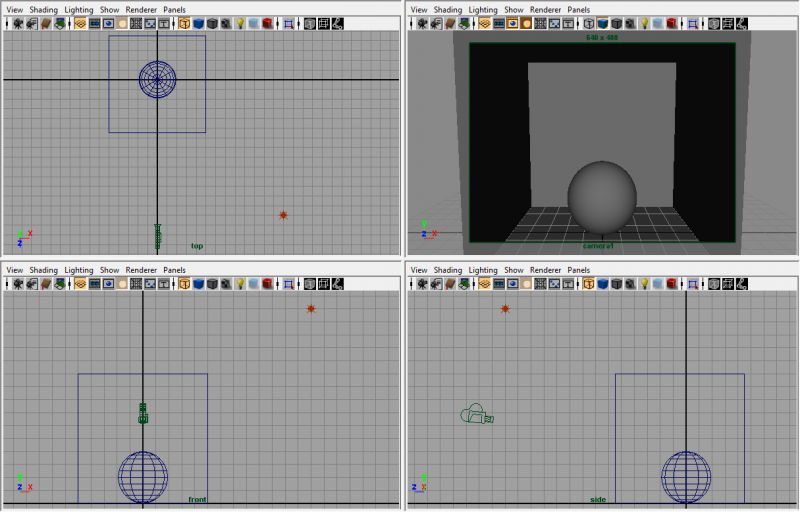 View Shading Lighting Show Renderer Panels
View Shading Lighting Show Renderer Panels
640 x 480
Y
X
Z
top
Y
Z X
camera1
View Shading Lighting Show Renderer Panels
View Shading Lighting Show Renderer Panels
Y
Z X
front
Y
Z X
side